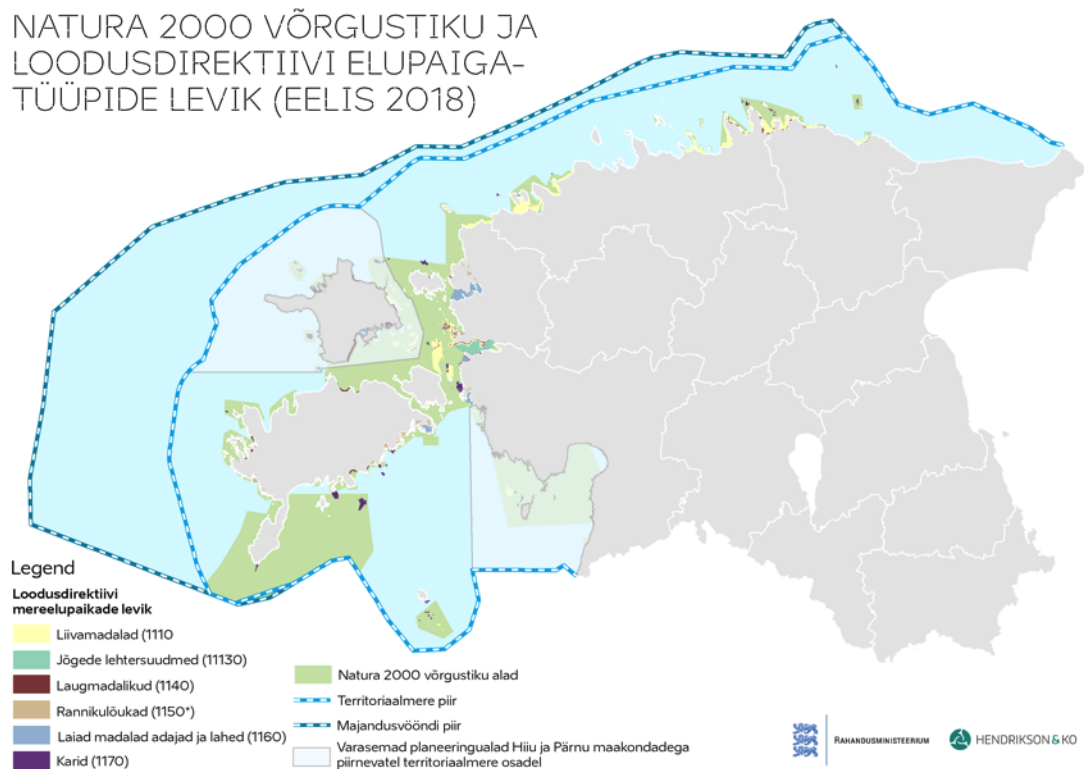 NATURA 2000 VÕRGUSTIKU JA
LOODUSDIREKTIIVI ELUPAIGA-
TÜÜPIDE LEVIK (EELIS 2018)
Legend
Loodusdirektiivi
mereelupaikade levik
Liivamadalad (1110
Jõgede lehtersuudmed (11130)
Laugmadalikud (1140)
Rannikulõukad (1150*)
Laiad madalad adajad ja lahed (1160)
Karid (1170)
Natura 2000 võrgustiku alad
Territoriaalmere piir
Majandusvööndi piir
Varasemad planeeringualad Hiiu ja Pärnu maakondadega
piirnevatel territoriaalmere osadel
RAHANDUSMINISTEERIUM
HENDRIKSON & KO